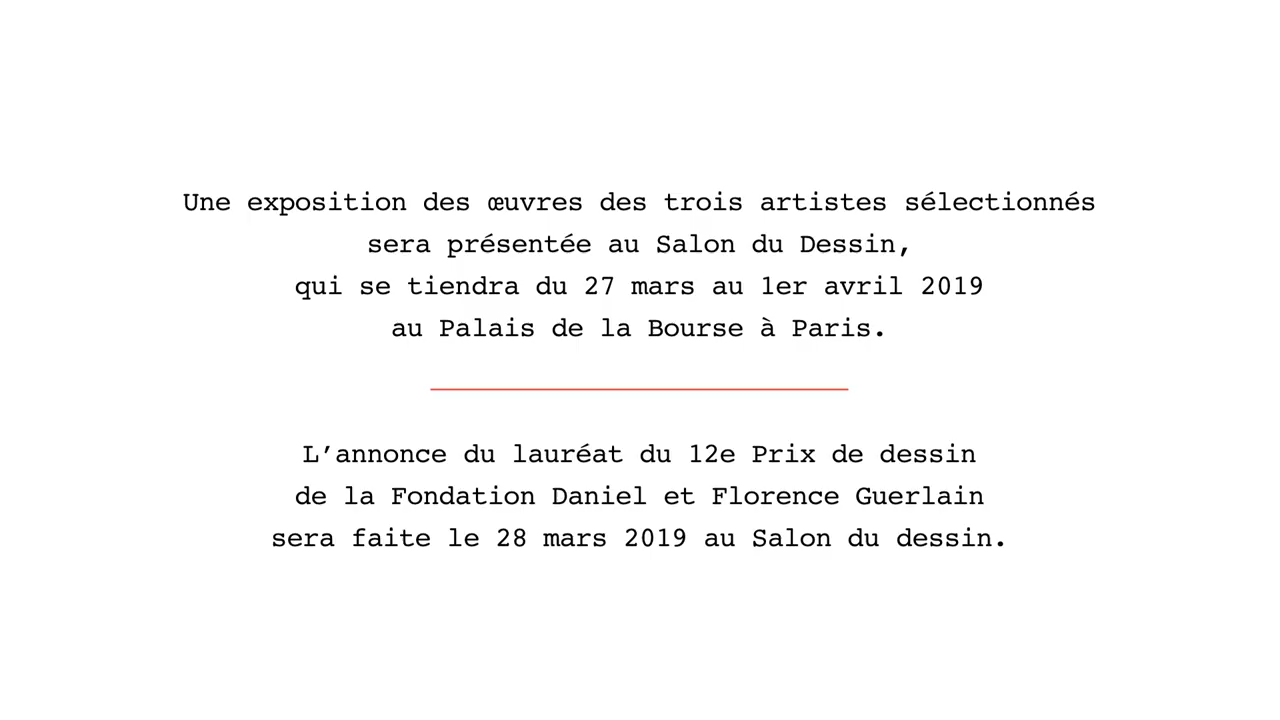 Une exposition des œuvres des trois artistes sélectionnés
sera présentée au Salon du Dessin,
qui se tiendra du 27 mars au 1er avril 2019
au Palais de la Bourse à Paris.
L’annonce du lauréat du 12e Prix de dessin
de la Fondation Daniel et Florence Guerlain
sera faite le 28 mars 2019 au Salon du dessin.